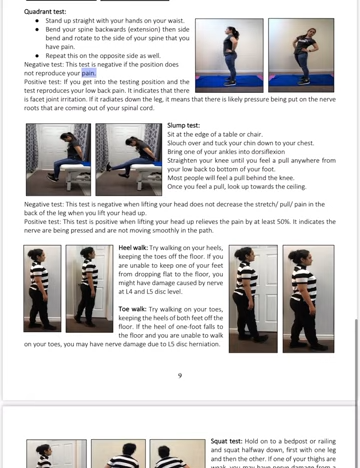 Quadrant test:
• Stand up straight with your hands on your waist.
• Bend your spine backwards (extension) then side
bend and rotate to the side of your spine that you
have pain.
• Repeat this on the opposite side as well.
Negative test: This test is negative if the position does
not reproduce your pain.
Positive test: If you get into the testing position and the
test reproduces your low back pain. It indicates that there
is facet joint irritation. If it radiates down the leg, it means that there is likely pressure being put on the nerve
roots that are coming out of your spinal cord.
Slump test:
Sit at the edge of a table or chair.
Slouch over and tuck your chin down to your chest.
Bring one of your ankles into dorsiflexion
Straighten your knee until you feel a pull anywhere from
your low back to bottom of your foot.
Most people will feel a pull behind the knee.
Once you feel a pull, look up towards the ceiling.
Negative test: This test is negative when lifting your head does not decrease the stretch/ pull/ pain in the
back of the leg when you lift your head up.
Positive test: This test is positive when lifting your head up relieves the pain by at least 50%. It indicates the
nerve are being pressed and are not moving smoothly in the path.
Heel walk: Try walking on your heels,
keeping the toes off the floor. If you
are unable to keep one of your feet
from dropping flat to the floor, you
might have damage caused by nerve
at L4 and L5 disc level.
Toe walk: Try walking on your toes,
keeping the heels of both feet off the
floor. If the heel of one-foot falls to
the floor and you are unable to walk
on your toes, you may have nerve damage due to L5 disc herniation.
9
Squat test: Hold on to a bedpost or railing
and squat halfway down, first with one leg
and then the other. If one of your thighs are
weak, you may have nerve damage from a